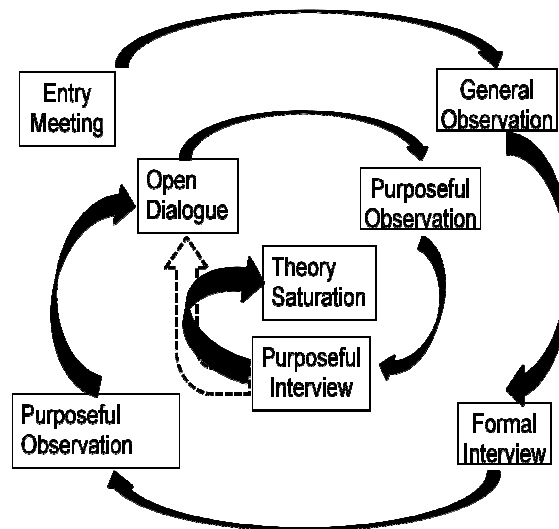 Entry
Meeting
General
Observation
Open
Dialogue
Purposeful
Observation
Theory
Saturation
Purposeful
Interview
Purposeful
Observation
Formal
Interview